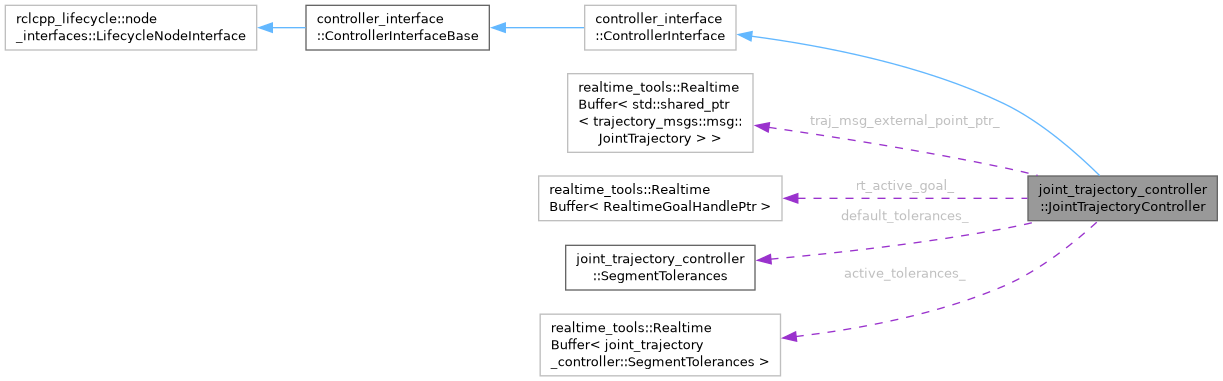 rclcpp_lifecycle::node
_interfaces::LifecycleNodeInterface
controller_interface
::ControllerInterfaceBase
controller_interface
::ControllerInterface
realtime_tools::Realtime
Buffer< std::shared_ptr
< trajectory_msgs::msg::
JointTrajectory > >
traj_msg_external_point_ptr_
realtime_tools::Realtime
Buffer< RealtimeGoalHandlePtr >
rt_active_goal_
joint_trajectory_controller
::JointTrajectoryController
default_tolerances_
joint_trajectory_controller
::SegmentTolerances
active_tolerances_
realtime_tools::Realtime
Buffer< joint_trajectory
_controller::SegmentTolerances >